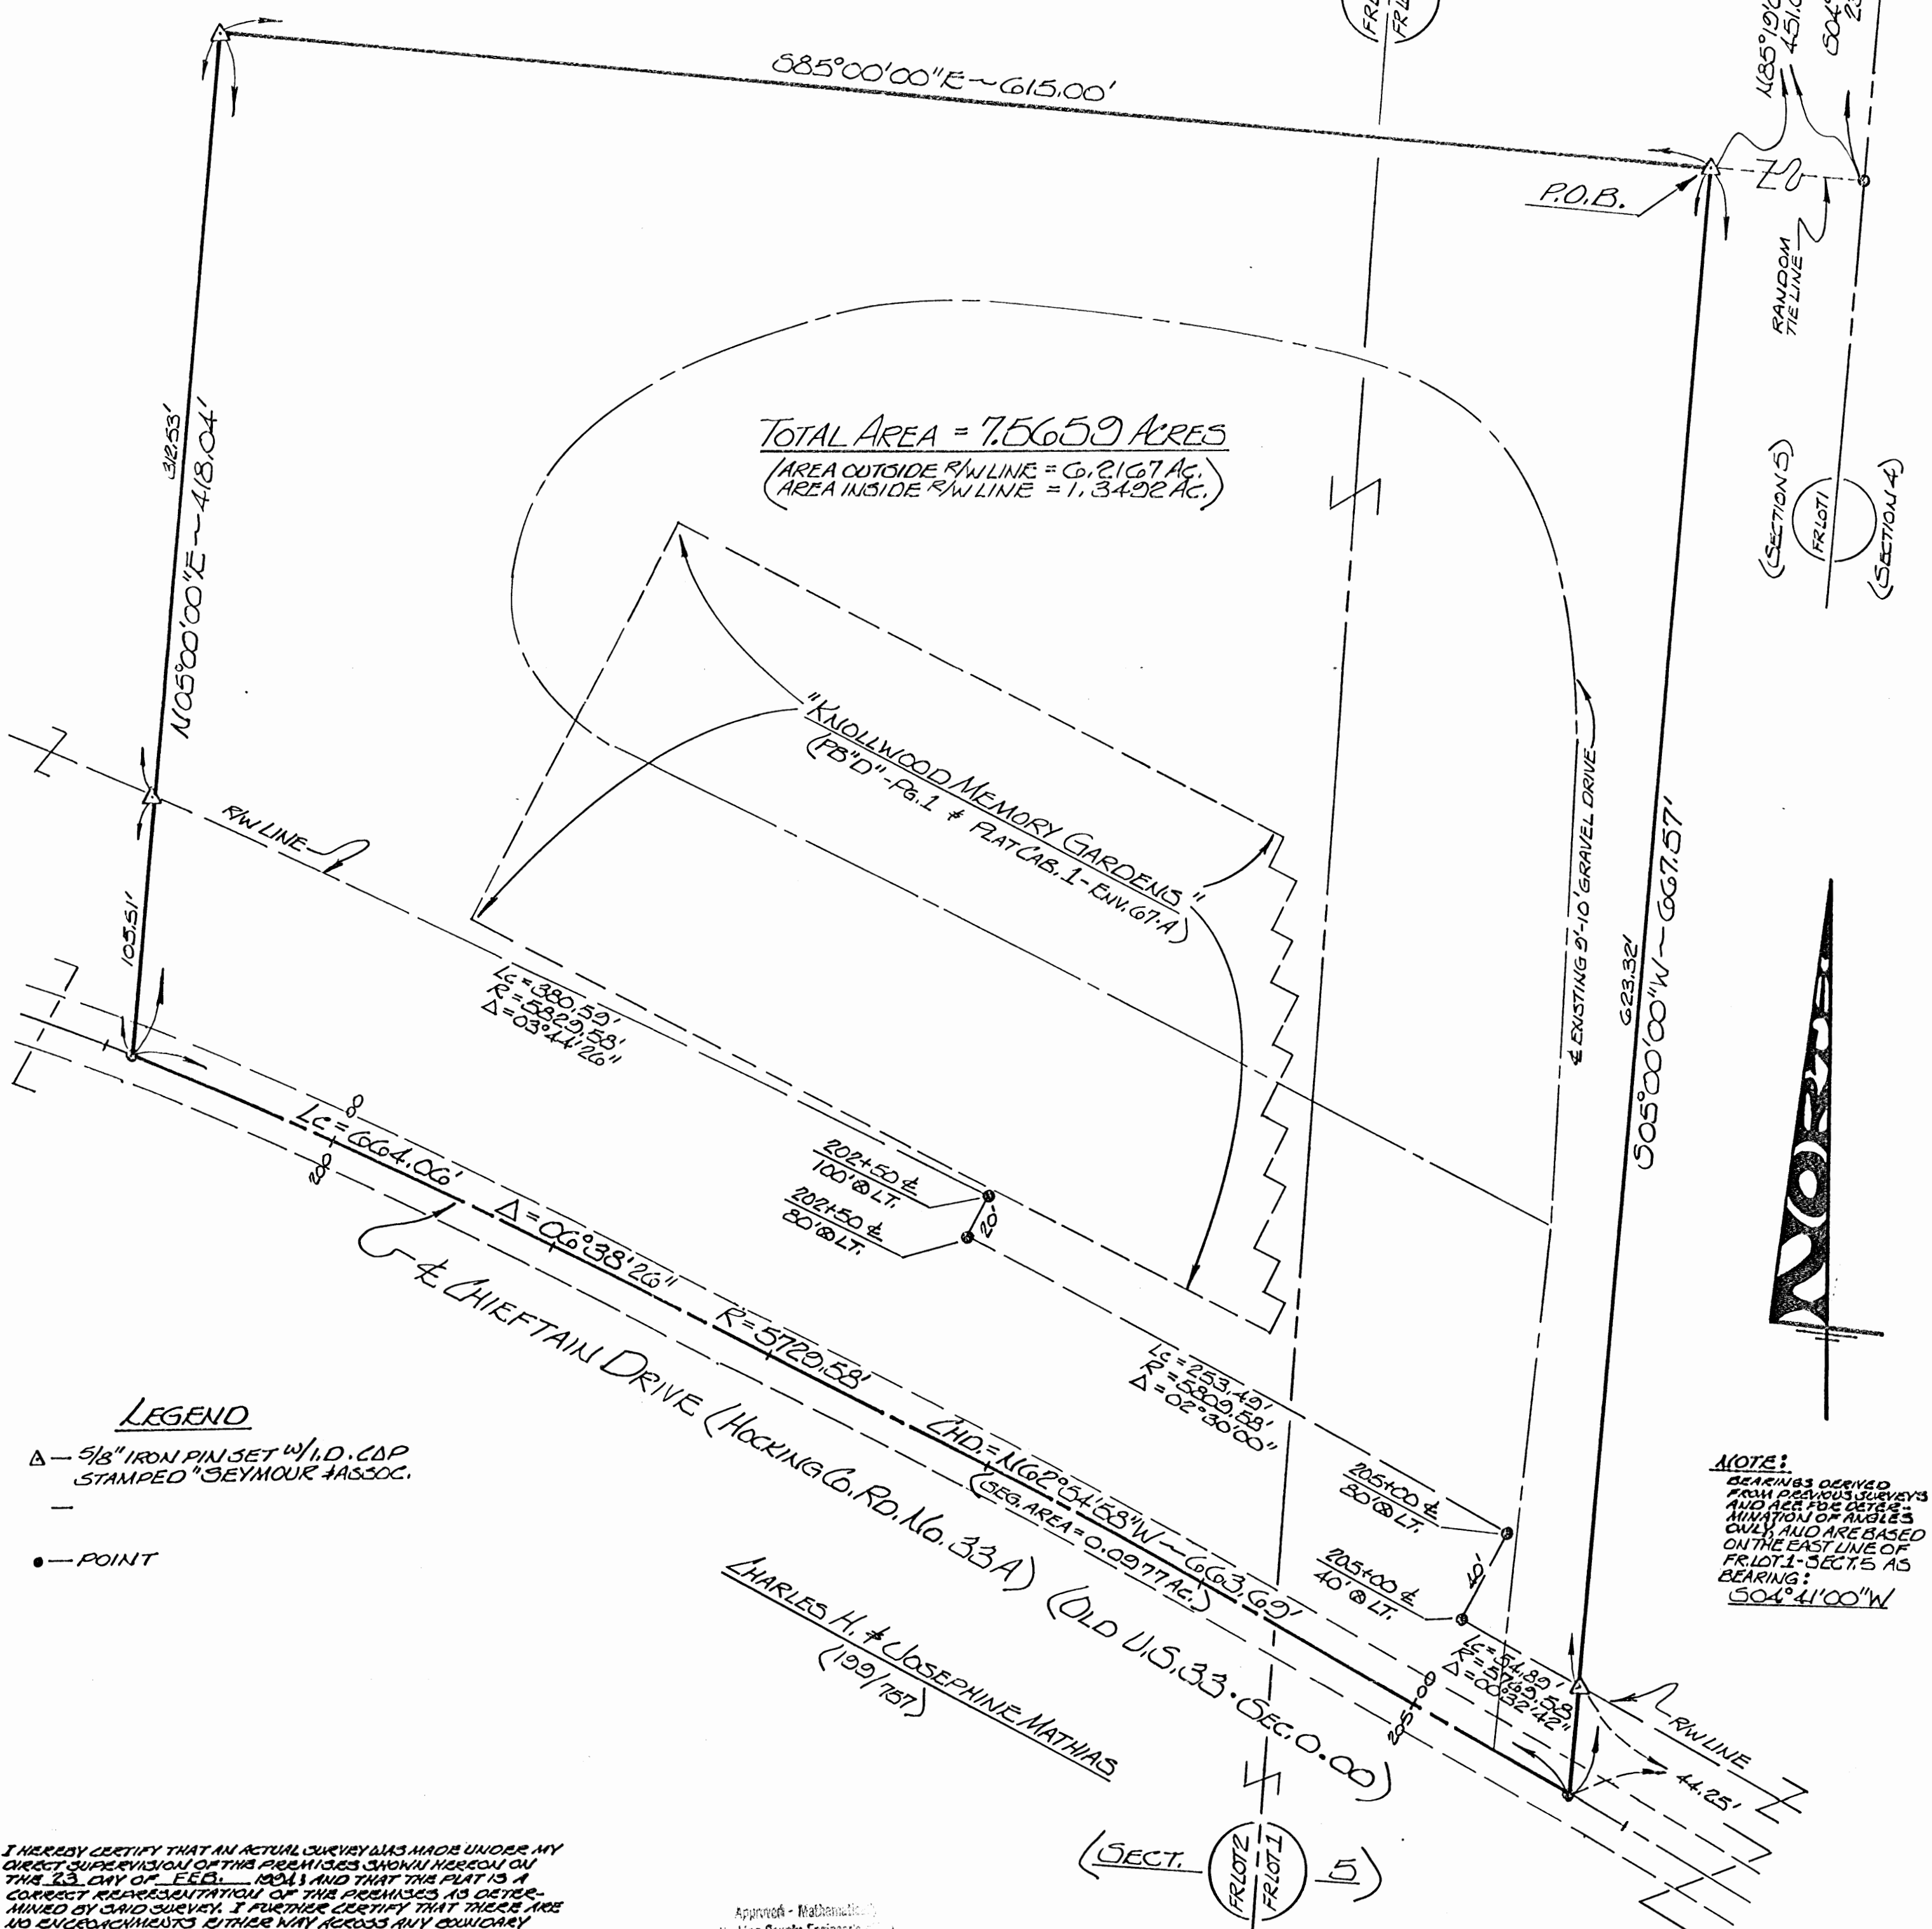 S85°00'00"E ~ 615.00'
P.O.B.
RANDOM
TIE LINE
(SECTION 5)
FR LOT 1
(SECTION 4)
TOTAL AREA = 7.5659 ACRES
(AREA OUTSIDE R/W LINE = 6.2167 AC.)
(AREA INSIDE R/W LINE = 1.3492 AC.)
312.53'
N05°00'00"E ~ 418.04'
105.51'
R/W LINE
"KNOLLWOOD MEMORY GARDENS"
(PB"D"-PG.1 & PLAT CAB. 1-ENV. 67-A)
℄ EXISTING 9'-10' GRAVEL DRIVE
623.32'
S05°00'00"W ~ 667.57'
NORTH
Lc = 380.59'
R = 5829.58'
Δ = 03°44'26"
202+50 ℄
100' ⊗ LT.
202+50 ℄
80' ⊗ LT.
20'
Lc = 664.06' Δ = 06°38'26" R = 5729.58' CHD. = N62°54'58"W ~ 663.69'
(SEG. AREA = 0.0977 AC.)
Lc = 253.49'
R = 5809.58'
Δ = 02°30'00"
205+00 ℄
80' ⊗ LT.
205+00 ℄
40' ⊗ LT.
40'
Lc = 54.89'
R = 5769.58'
Δ = 00°32'42"
R/W LINE
44.25'
℄ CHIEFTAIN DRIVE (HOCKING CO. RD. NO. 33A) (OLD U.S. 33 - SEC. 0.00)
CHARLES H. & JOSEPHINE MATHIAS
(199/757)
LEGEND
△ — 5/8" IRON PIN SET W/I.D. CAP
STAMPED "SEYMOUR & ASSOC.
—
● — POINT
NOTE:
BEARINGS DERIVED
FROM PREVIOUS SURVEYS
AND ARE FOR DETER-
MINATION OF ANGLES
ONLY, AND ARE BASED
ON THE EAST LINE OF
FR LOT 1-SECT. 5 AS
BEARING:
S04°41'00"W
(SECT. 5)
FR LOT 2
FR LOT 1
I HEREBY CERTIFY THAT AN ACTUAL SURVEY WAS MADE UNDER MY
DIRECT SUPERVISION OF THE PREMISES SHOWN HEREON ON
THE 23 DAY OF FEB. 1994; AND THAT THE PLAT IS A
CORRECT REPRESENTATION OF THE PREMISES AS DETER-
MINED BY SAID SURVEY. I FURTHER CERTIFY THAT THERE ARE
NO ENCROACHMENTS EITHER WAY ACROSS ANY BOUNDARY
Approved -